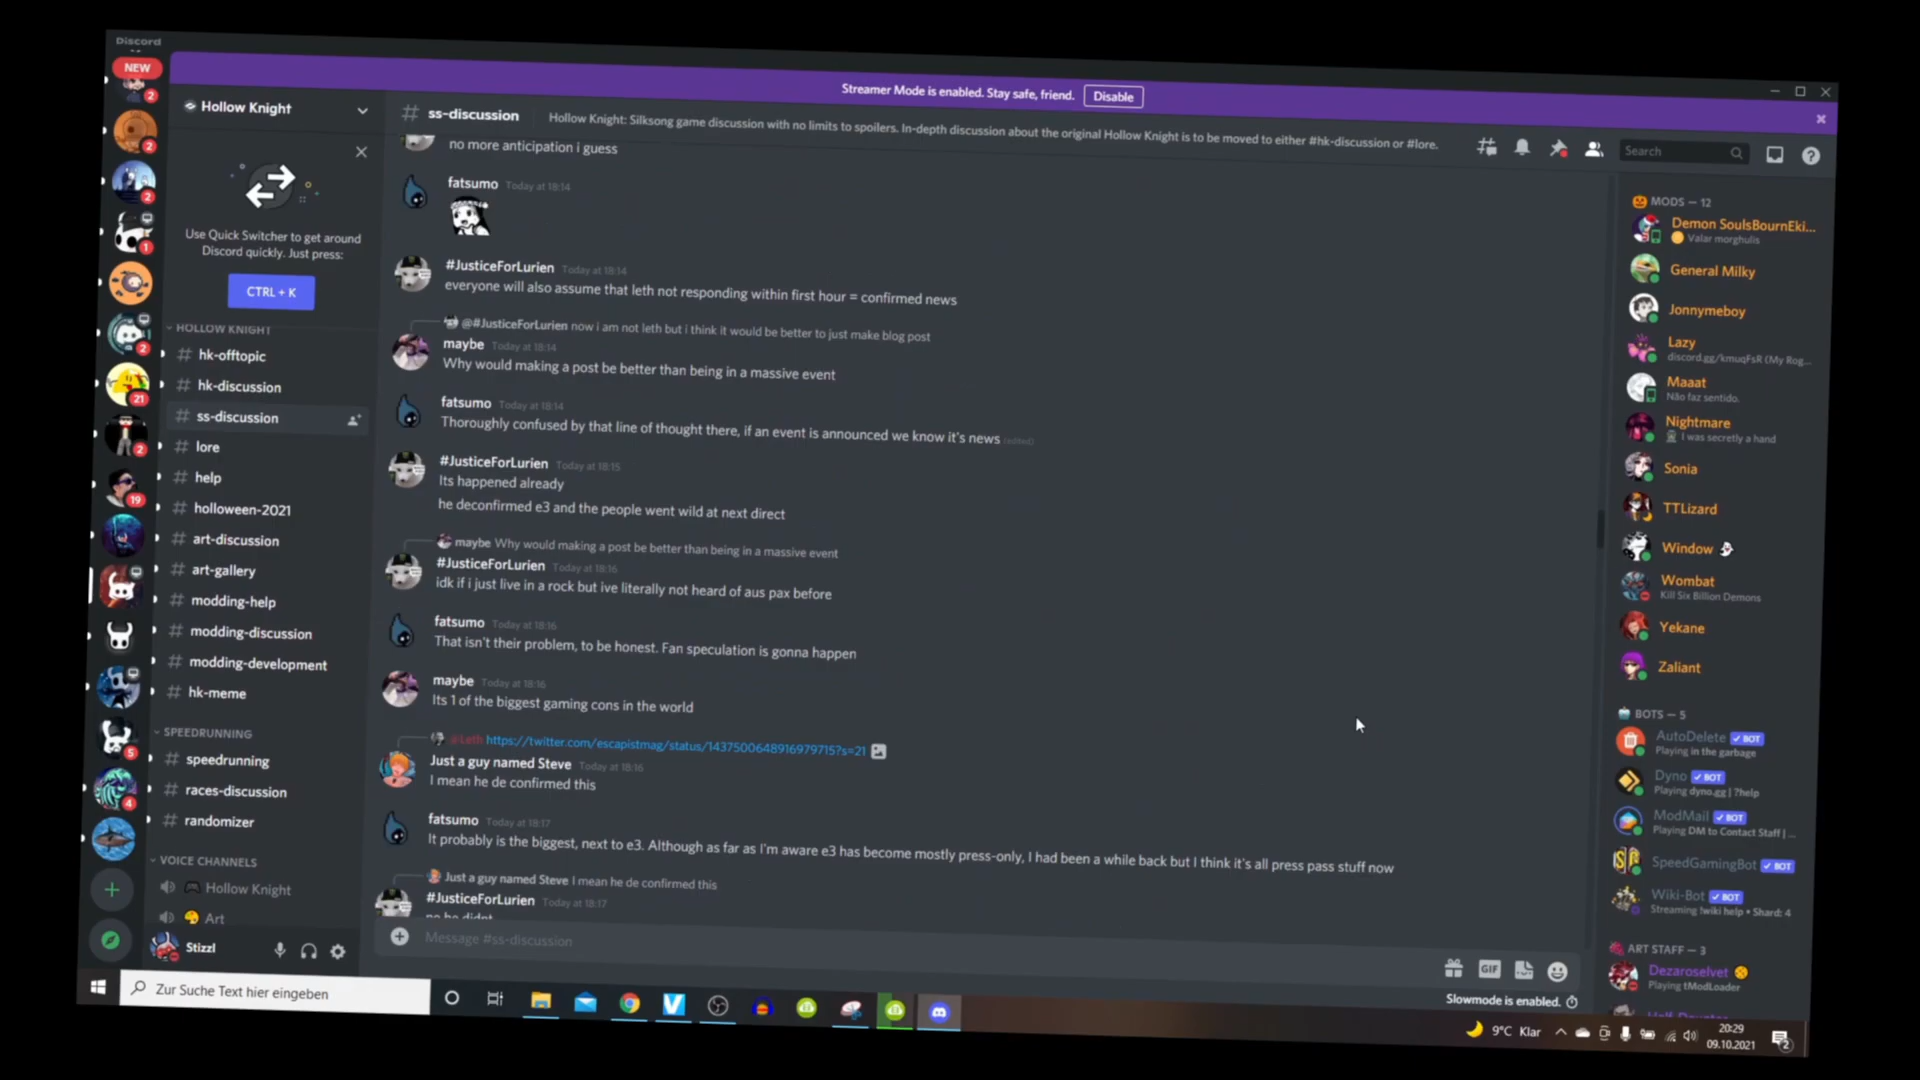 Discord
Streamer Mode is enabled. Stay safe, friend.
Disable
NEW
2
2
2
1
2
21
2
19
5
4
Hollow Knight
Use Quick Switcher to get around
Discord quickly. Just press:
CTRL + K
HOLLOW KNIGHT
# hk-offtopic
# hk-discussion
# ss-discussion
# lore
# help
# holloween-2021
# art-discussion
# art-gallery
# modding-help
# modding-discussion
# modding-development
# hk-meme
SPEEDRUNNING
# speedrunning
# races-discussion
# randomizer
VOICE CHANNELS
Hollow Knight
Art
Stizzl
# ss-discussion
Hollow Knight: Silksong game discussion with no limits to spoilers. In-depth discussion about the original Hollow Knight is to be moved to either #hk-discussion or #lore.
Search
no more anticipation i guess
fatsumo Today at 18:14
#JusticeForLurien Today at 18:14
everyone will also assume that leth not responding within first hour = confirmed news
@#JusticeForLurien now i am not leth but i think it would be better to just make blog post
maybe Today at 18:14
Why would making a post be better than being in a massive event
fatsumo Today at 18:14
Thoroughly confused by that line of thought there, if an event is announced we know it's news (edited)
#JusticeForLurien Today at 18:15
Its happened already
he deconfirmed e3 and the people went wild at next direct
maybe Why would making a post be better than being in a massive event
#JusticeForLurien Today at 18:16
idk if i just live in a rock but ive literally not heard of aus pax before
fatsumo Today at 18:16
That isn't their problem, to be honest. Fan speculation is gonna happen
maybe Today at 18:16
Its 1 of the biggest gaming cons in the world
@Leth https://twitter.com/escapistmag/status/1437500648916979715?s=21
Just a guy named Steve Today at 18:16
I mean he de confirmed this
fatsumo Today at 18:17
It probably is the biggest, next to e3. Although as far as I'm aware e3 has become mostly press-only, I had been a while back but I think it's all press pass stuff now
Just a guy named Steve I mean he de confirmed this
#JusticeForLurien Today at 18:17
no he didnt
Message #ss-discussion
GIF
Slowmode is enabled.
MODS — 12
Demon SoulsBournEki...
Valar morghulis
General Milky
Jonnymeboy
Lazy
discord.gg/kmuqFsR (My Rog...
Maaat
Não faz sentido.
Nightmare
I was secretly a hand
Sonia
TTLizard
Window
Wombat
Kill Six Billion Demons
Yekane
Zaliant
BOTS — 5
AutoDelete ✓ BOT
Playing in the garbage
Dyno ✓ BOT
Playing dyno.gg | ?help
ModMail ✓ BOT
Playing DM to Contact Staff | ...
SpeedGamingBot ✓ BOT
Wiki-Bot ✓ BOT
Streaming !wiki help • Shard: 4
ART STAFF — 3
Dezaroselvet
Playing tModLoader
Zur Suche Text hier eingeben
9°C Klar
20:29
09.10.2021
2